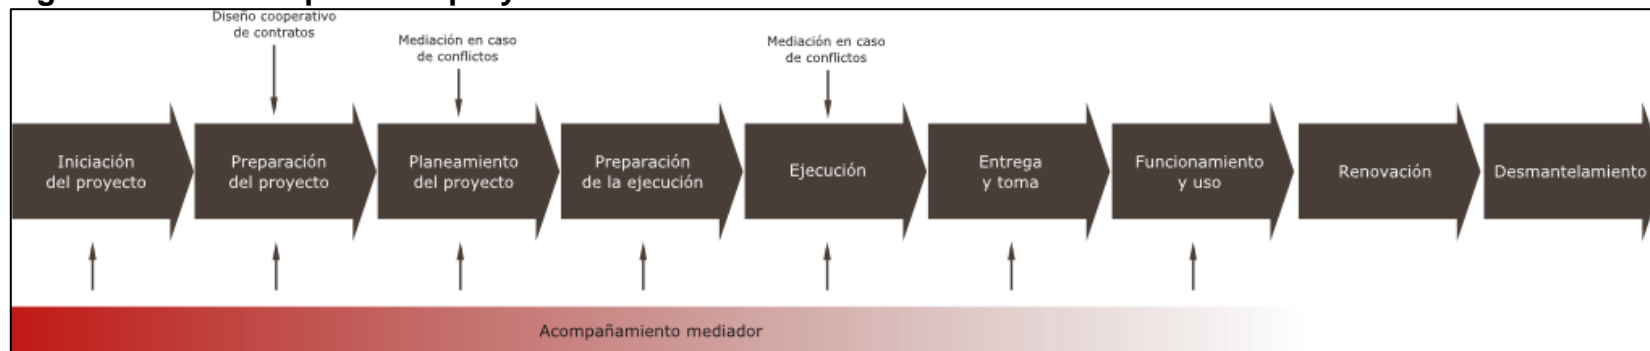 Diseño cooperativo
de contratos
Mediación en caso
de conflictos
Mediación en caso
de conflictos
Iniciación
del proyecto
Preparación
del proyecto
Planeamiento
del proyecto
Preparación
de la ejecución
Ejecución
Entrega
y toma
Funcionamiento
y uso
Renovación
Desmantelamiento
Acompañamiento mediador